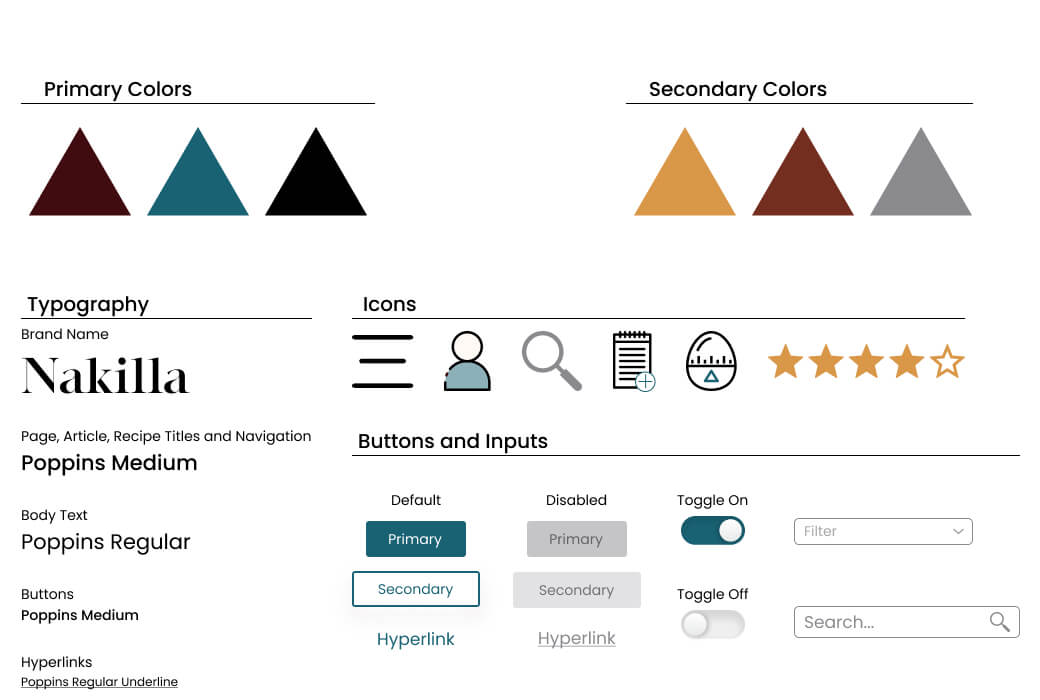 Primary Colors
Secondary Colors
Typography
Brand Name
Nakilla
Page, Article, Recipe Titles and Navigation
Poppins Medium
Body Text
Poppins Regular
Buttons
Poppins Medium
Hyperlinks
Poppins Regular Underline
Icons
Buttons and Inputs
Default
Primary
Secondary
Hyperlink
Disabled
Primary
Secondary
Hyperlink
Toggle On
Toggle Off
Filter
Search...